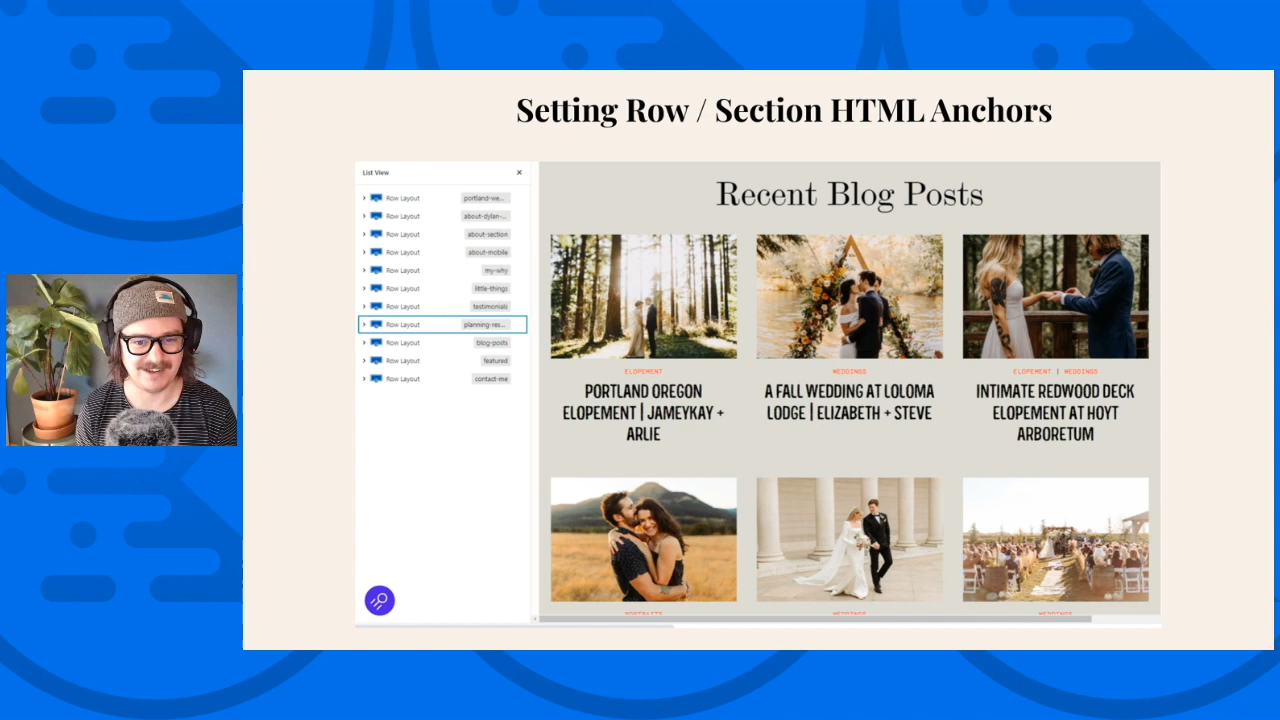 Setting Row / Section HTML Anchors
List View
Row Layout portland-we...
Row Layout about-dylan-...
Row Layout about-section
Row Layout about-mobile
Row Layout my-why
Row Layout little-things
Row Layout testimonials
Row Layout planning-res...
Row Layout blog-posts
Row Layout featured
Row Layout contact-me
Recent Blog Posts
ELOPEMENT
PORTLAND OREGON
ELOPEMENT | JAMEYKAY +
ARLIE
WEDDINGS
A FALL WEDDING AT LOLOMA
LODGE | ELIZABETH + STEVE
ELOPEMENT | WEDDINGS
INTIMATE REDWOOD DECK
ELOPEMENT AT HOYT
ARBORETUM
PORTRAITS
WEDDINGS
WEDDINGS